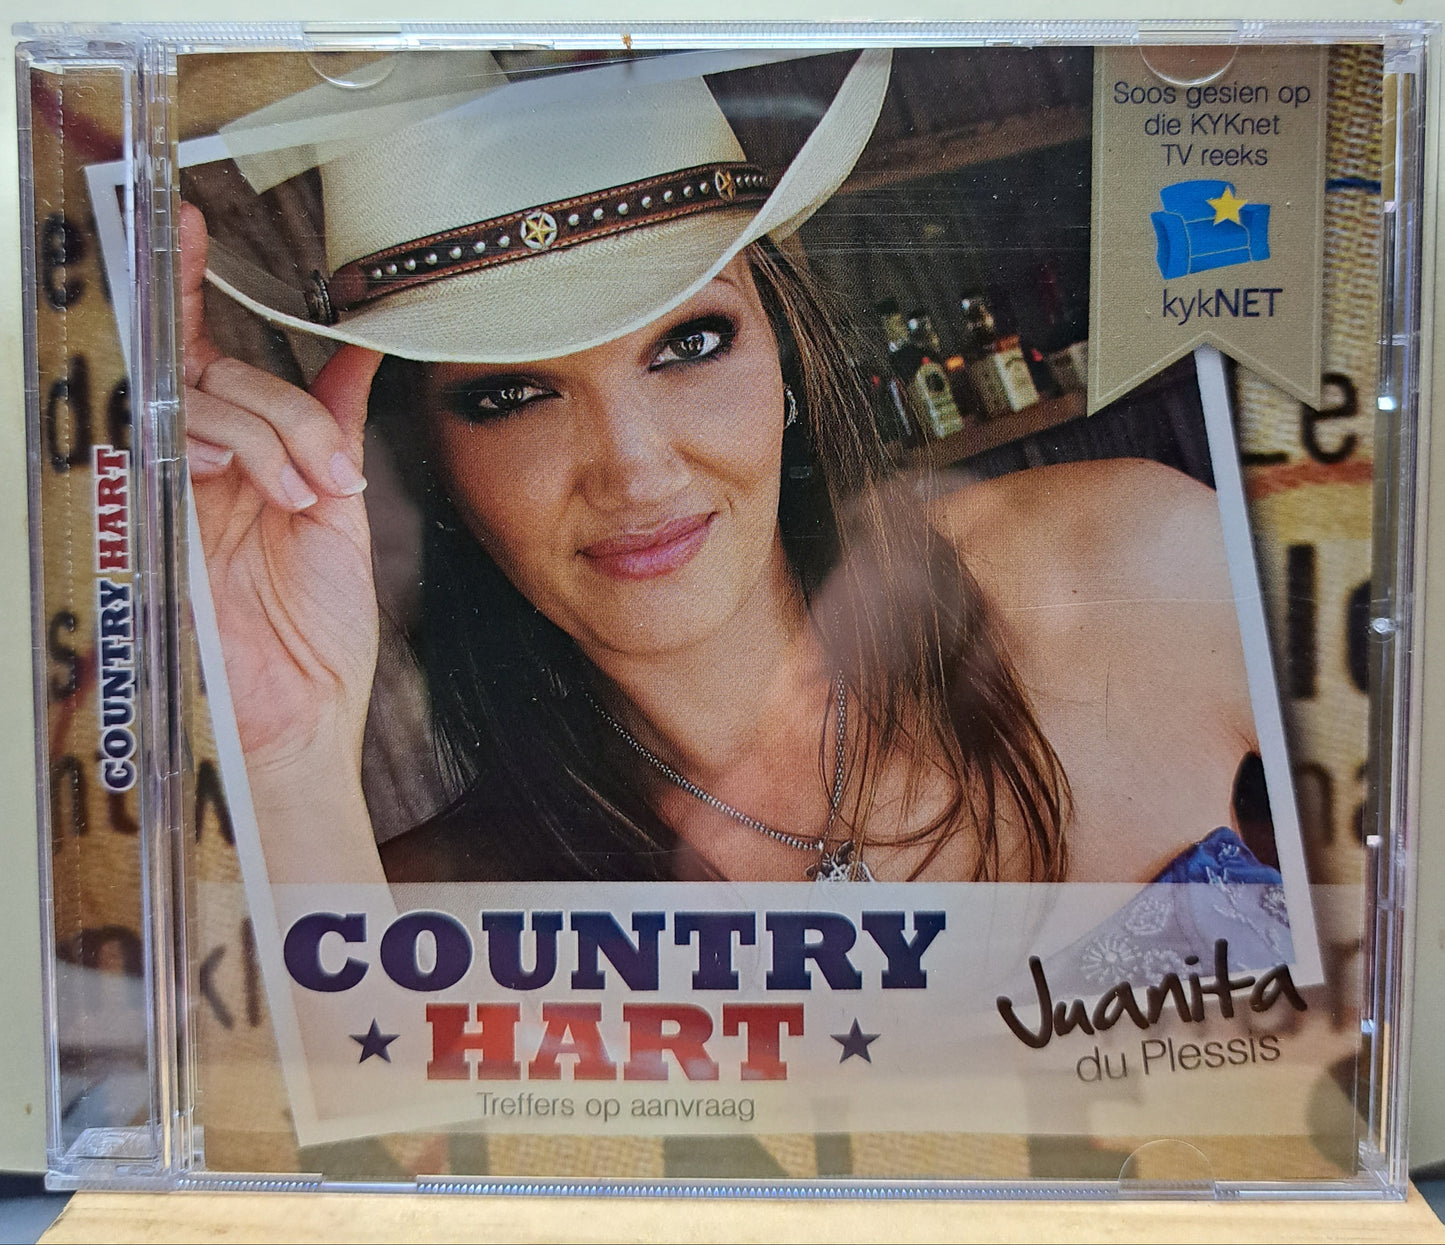 Soos gesien op
die KYKnet
TV reeks
kykNET
COUNTRY HART
COUNTRY
HART
Treffers op aanvraag
Juanita
du Plessis